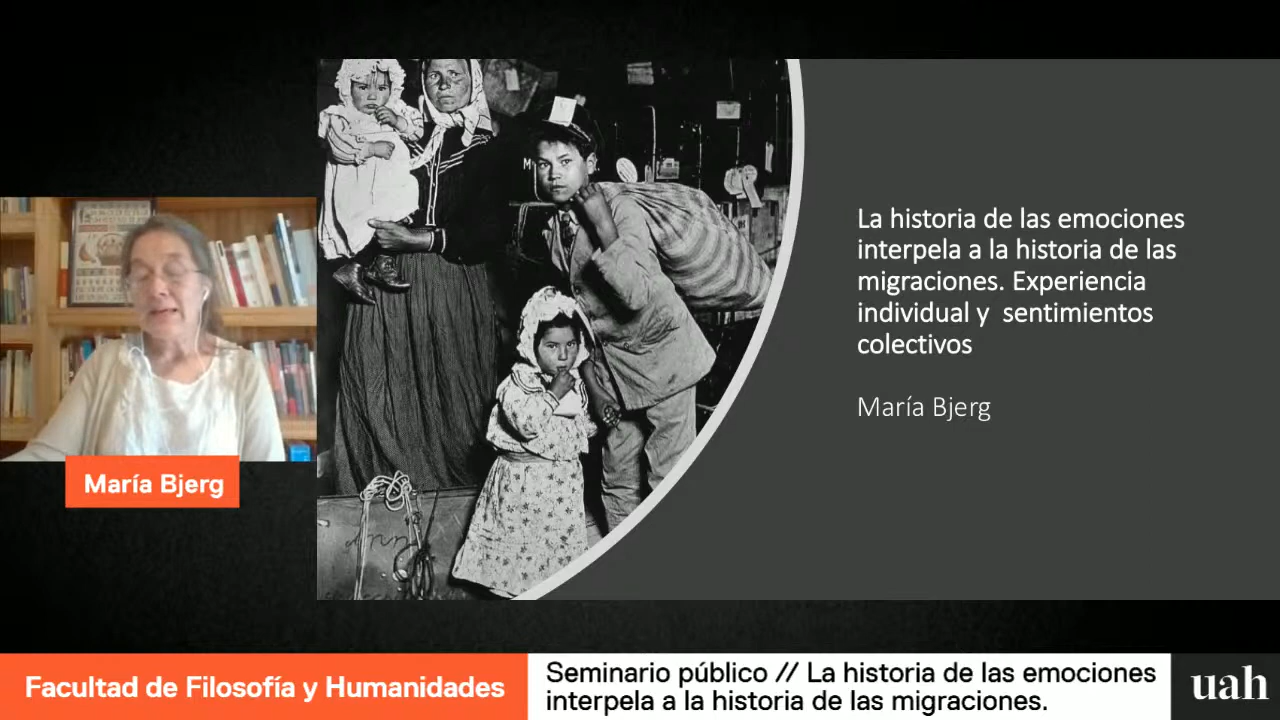 La historia de las emociones
interpela a la historia de las
migraciones. Experiencia
individual y sentimientos
colectivos
María Bjerg
María Bjerg
Facultad de Filosofía y Humanidades
Seminario público // La historia de las emociones
interpela a la historia de las migraciones.
uah